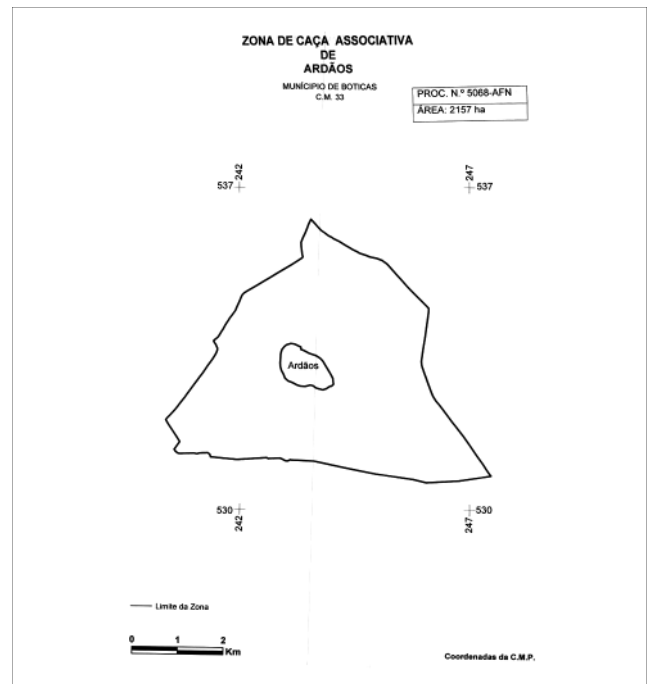 ZONA DE CAÇA ASSOCIATIVA
DE
ARDÃOS
MUNÍCIPIO DE BOTICAS
C.M. 33
PROC. N.º 5068-AFN
ÁREA: 2157 ha
242
537
247
537
Ardãos
530
242
530
247
Limite da Zona
0 1 2
Km
Coordenadas da C.M.P.